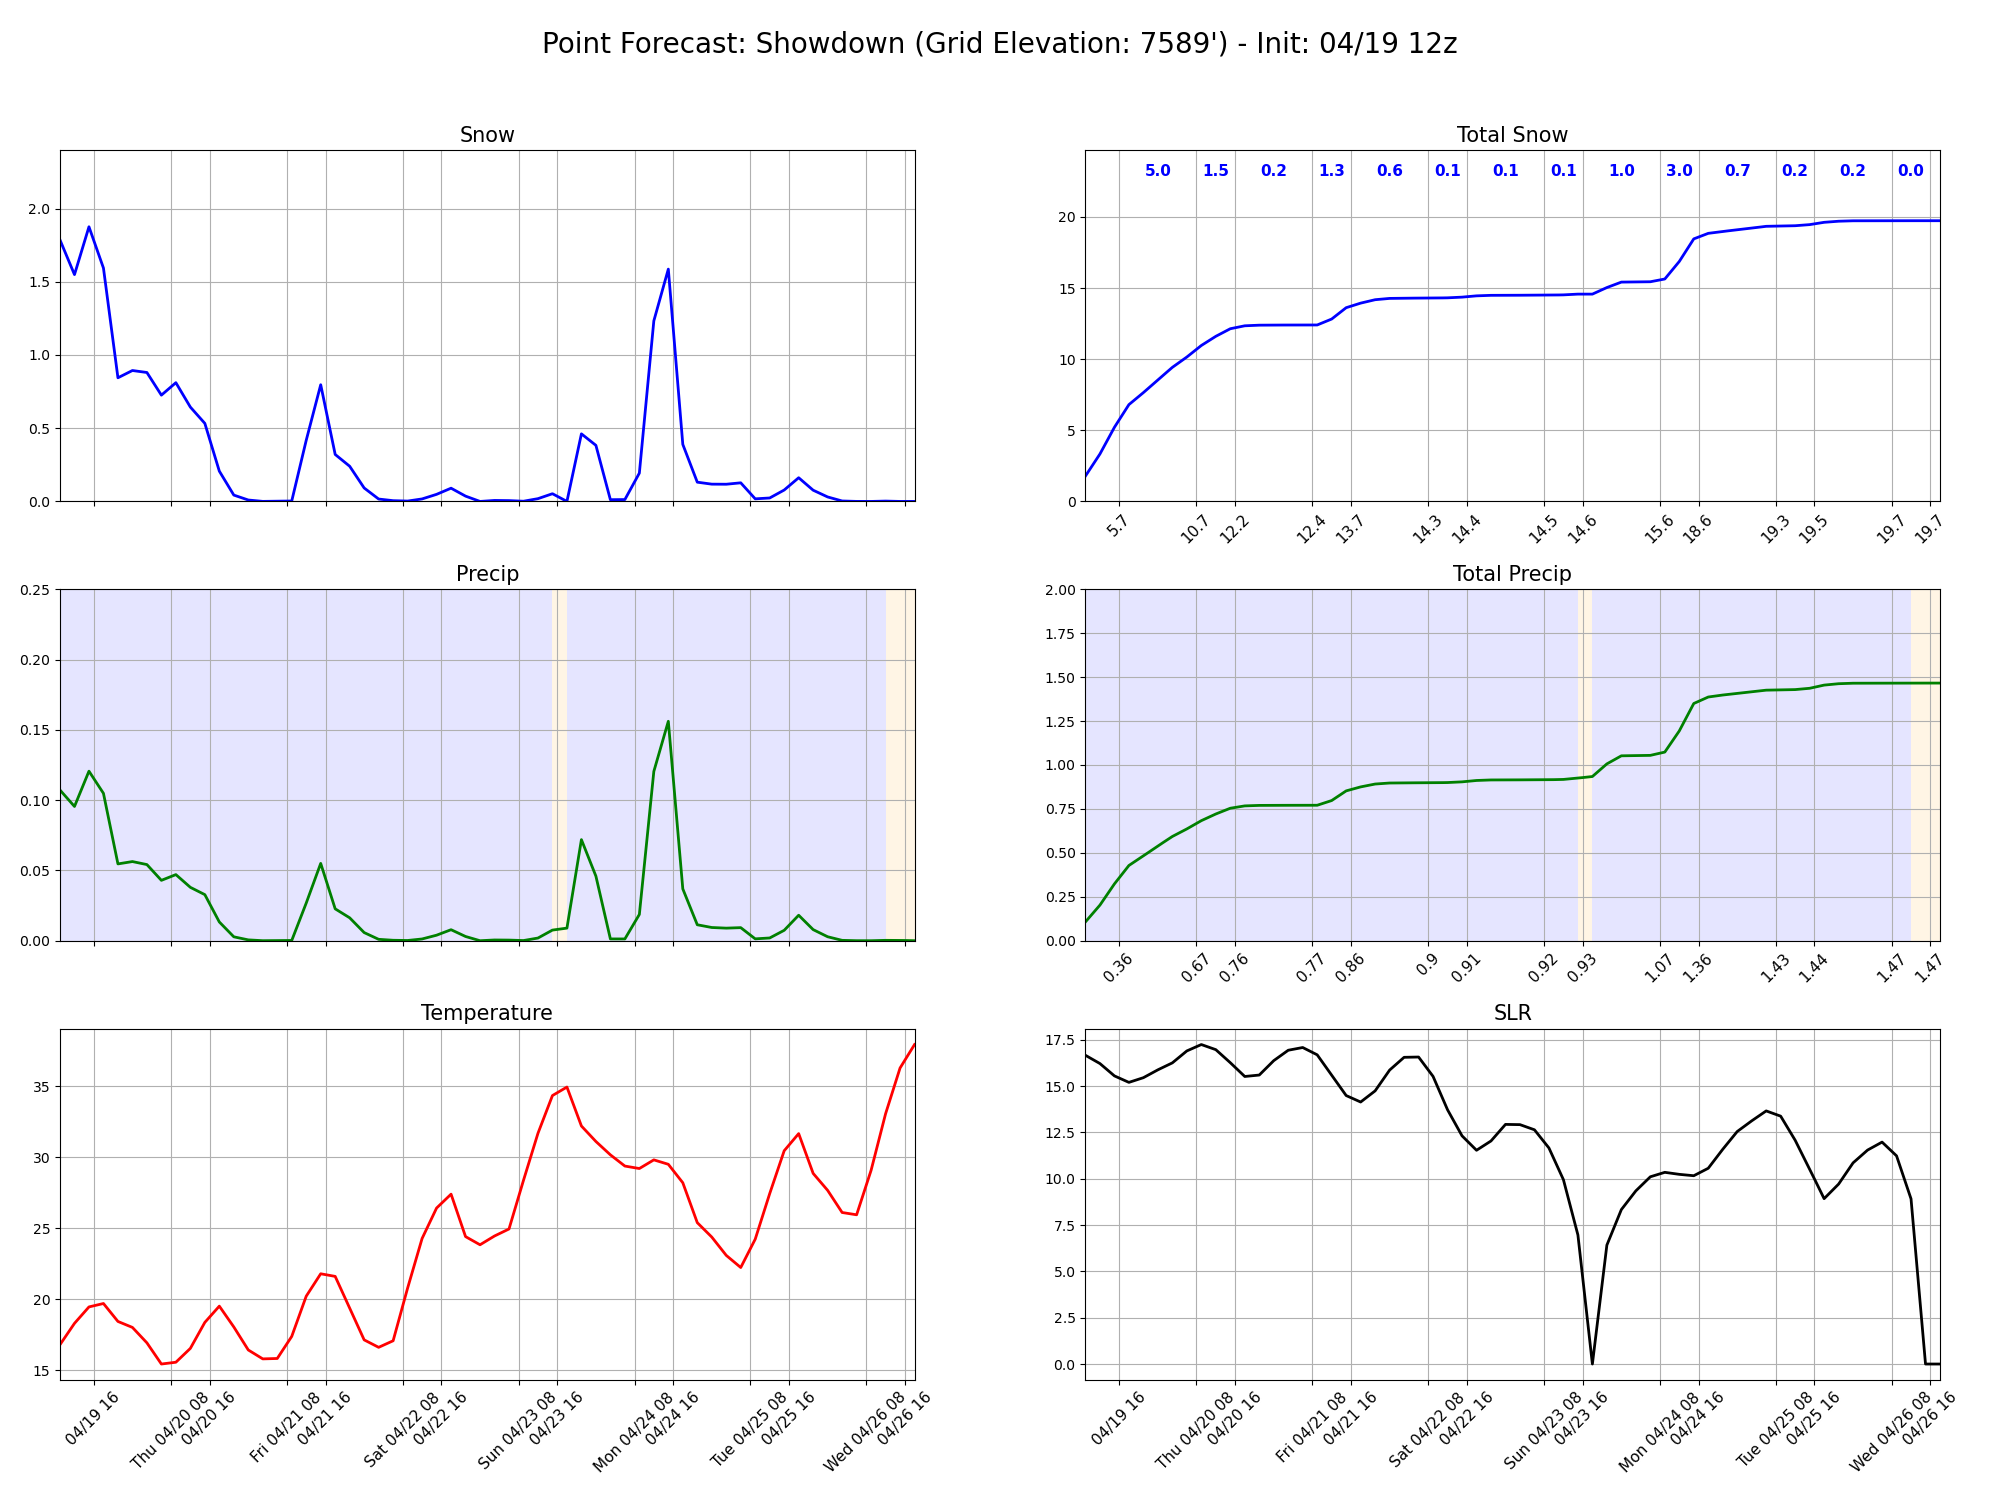 Point Forecast: Showdown (Grid Elevation: 7589') - Init: 04/19 12z
Snow
2.0
1.5
1.0
0.5
0.0
Total Snow
5.0 1.5 0.2 1.3 0.6 0.1 0.1 0.1 1.0 3.0 0.7 0.2 0.2 0.0
20
15
10
5
0
5.7 10.7 12.2 12.4 13.7 14.3 14.4 14.5 14.6 15.6 18.6 19.3 19.5 19.7 19.7
Precip
0.25
0.20
0.15
0.10
0.05
0.00
Total Precip
2.00
1.75
1.50
1.25
1.00
0.75
0.50
0.25
0.00
0.36 0.67 0.76 0.77 0.86 0.9 0.91 0.92 0.93 1.07 1.36 1.43 1.44 1.47 1.47
Temperature
35
30
25
20
15
04/19 16
Thu 04/20 08
04/20 16
Fri 04/21 08
04/21 16
Sat 04/22 08
04/22 16
Sun 04/23 08
04/23 16
Mon 04/24 08
04/24 16
Tue 04/25 08
04/25 16
Wed 04/26 08
04/26 16
SLR
17.5
15.0
12.5
10.0
7.5
5.0
2.5
0.0
04/19 16
Thu 04/20 08
04/20 16
Fri 04/21 08
04/21 16
Sat 04/22 08
04/22 16
Sun 04/23 08
04/23 16
Mon 04/24 08
04/24 16
Tue 04/25 08
04/25 16
Wed 04/26 08
04/26 16